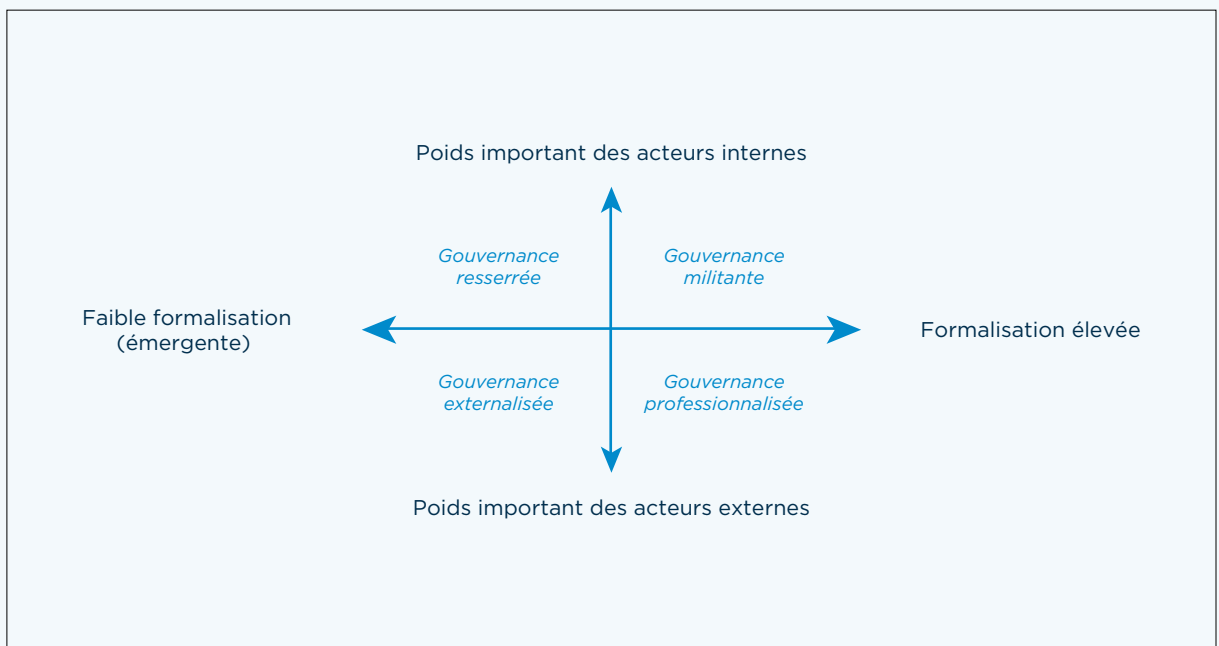 Poids important des acteurs internes
Gouvernance
resserrée
Gouvernance
militante
Faible formalisation
(émergente)
Formalisation élevée
Gouvernance
externalisée
Gouvernance
professionnalisée
Poids important des acteurs externes